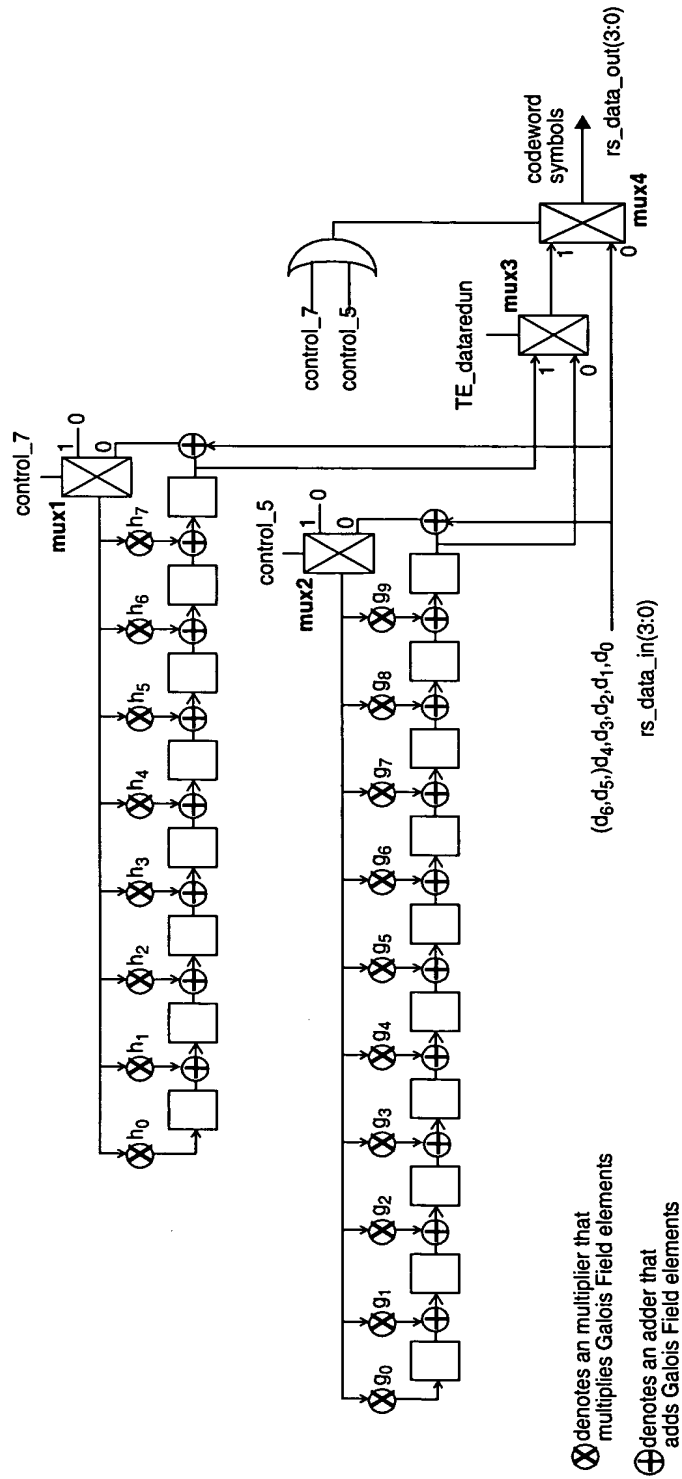 control_7
1
0
0
mux1
h0
h1
h2
h3
h4
h5
h6
h7
control_5
1
0
0
mux2
g0
g1
g2
g3
g4
g5
g6
g7
g8
g9
control_7
control_5
TE_dataredun
mux3
1
0
1
0
mux4
codeword
symbols
rs_data_out(3:0)
(d6,d5,)d4,d3,d2,d1,d0
rs_data_in(3:0)
denotes an multiplier that
multiplies Galois Field elements
denotes an adder that
adds Galois Field elements